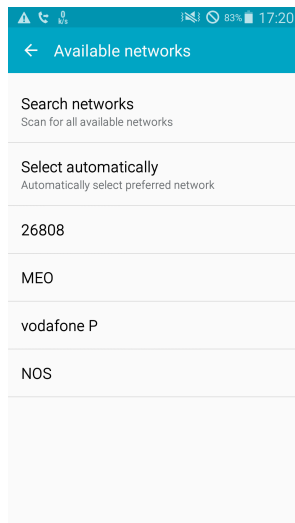 0
k/s
83%
17:20
Available networks
Search networks
Scan for all available networks
Select automatically
Automatically select preferred network
26808
MEO
vodafone P
NOS